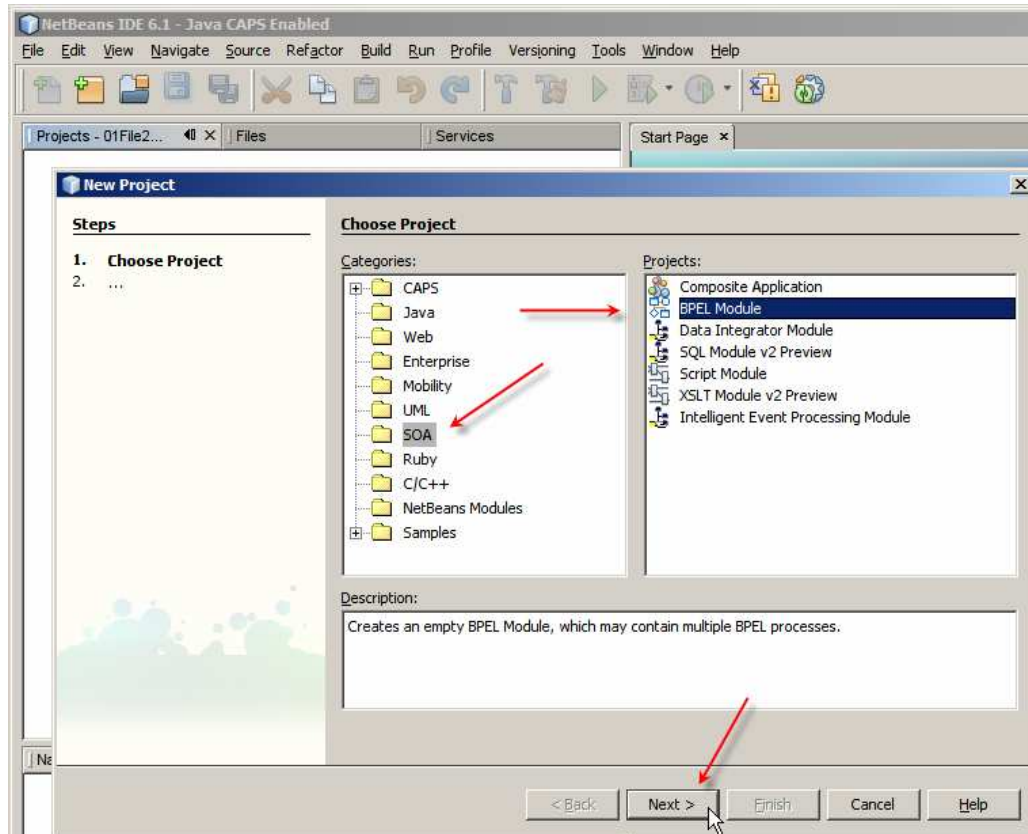 NetBeans IDE 6.1 - Java CAPS Enabled
File Edit View Navigate Source Refactor Build Run Profile Versioning Tools Window Help
Projects - 01File2... Files Services Start Page
New Project
Steps
1. Choose Project
2. ...
Choose Project
Categories:
CAPS
Java
Web
Enterprise
Mobility
UML
SOA
Ruby
C/C++
NetBeans Modules
Samples
Projects:
Composite Application
BPEL Module
Data Integrator Module
SQL Module v2 Preview
Script Module
XSLT Module v2 Preview
Intelligent Event Processing Module
Description:
Creates an empty BPEL Module, which may contain multiple BPEL processes.
Na
< Back Next > Finish Cancel Help